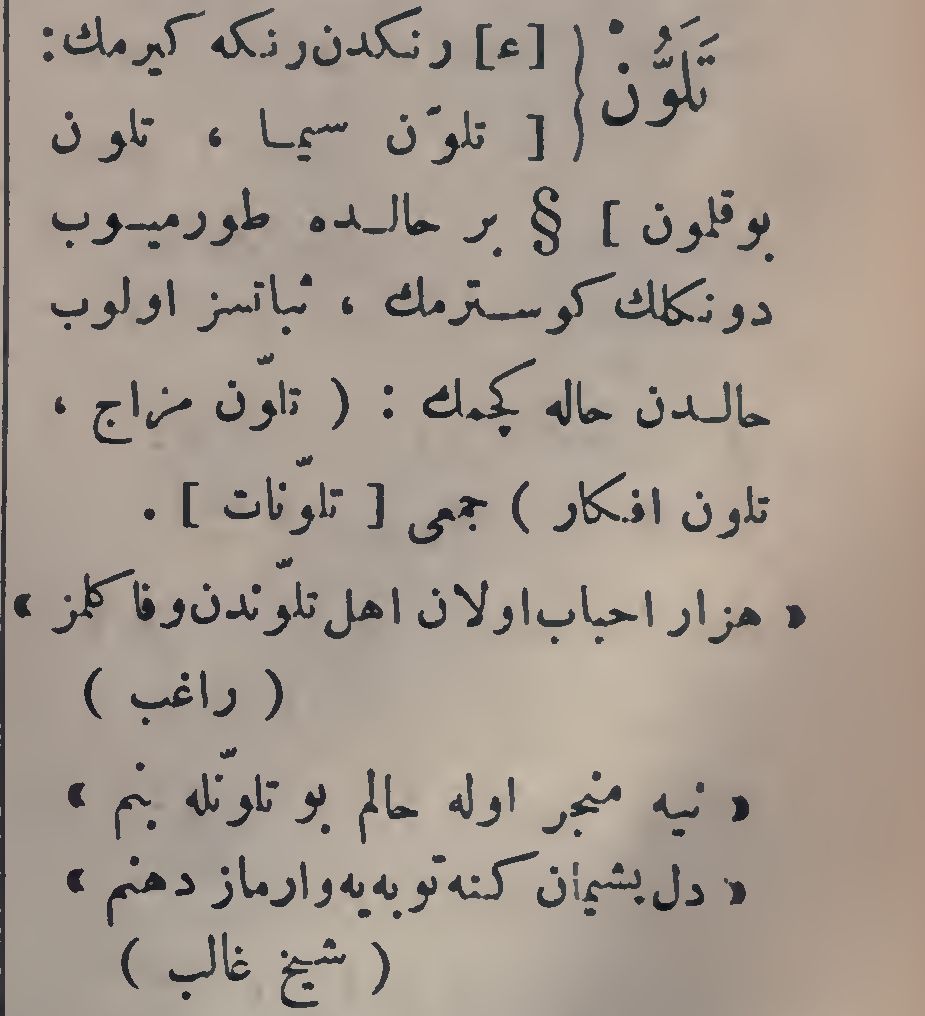 تَلَوُّنْ { [ء] رنكدن رنكه كيرمك:
[ تلوّن سيما ، تلون
بوقلمون ] § بر حالده طورميوب
دونكلك كوسترمك ، ثباتسز اولوب
حالدن حاله كچمك : ( تلوّن مزاج ،
تلون افكار ) جمعى [ تلوّنات ] .
« هزار احباب اولان اهل تلوّندن وفا كلمز »
( راغب )
« نيه منجر اوله حالم بو تلوّنله بنم »
« دل پشيمان كنه توبه يه وارماز دهنم »
( شيخ غالب )